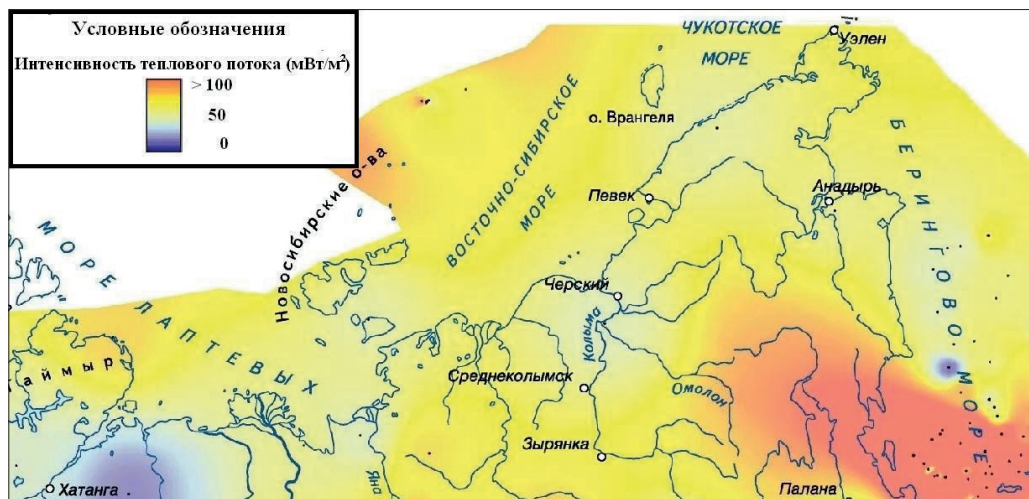 Условные обозначения
Интенсивность теплового потока (мВт/м²)
> 100
50
0
ЧУКОТСКОЕ
МОРЕ
Уэлен
о. Врангеля
ВОСТОЧНО-СИБИРСКОЕ
МОРЕ
Новосибирские о-ва
Певек
Анадырь
БЕРИНГОВО МОРЕ
МОРЕ ЛАПТЕВЫХ
Черский
Колыма
Таймыр
Среднеколымск
Омолон
Зырянка
Яна
Хатанга
Палана